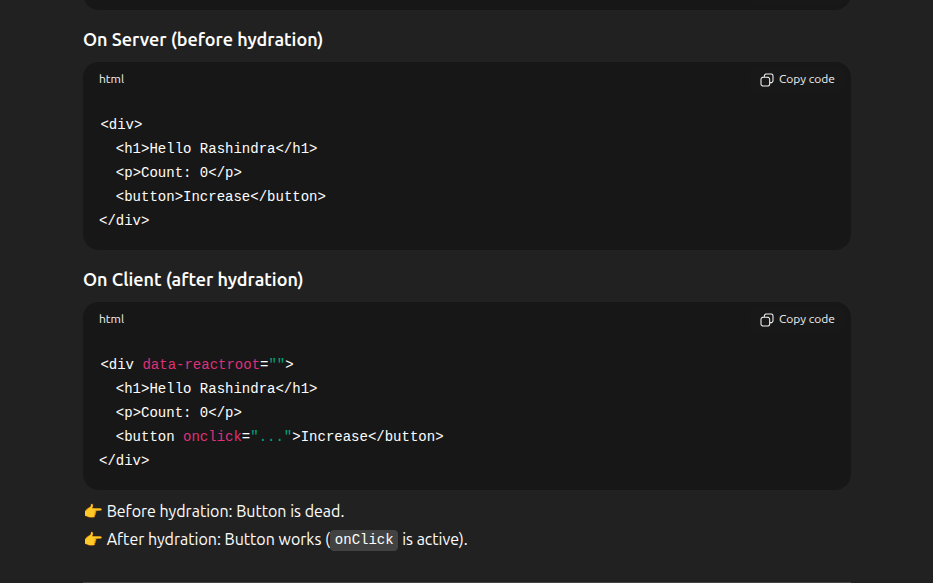 On Server (before hydration)
html
Copy code
<div>
  <h1>Hello Rashindra</h1>
  <p>Count: 0</p>
  <button>Increase</button>
</div>
On Client (after hydration)
html
Copy code
<div data-reactroot="">
  <h1>Hello Rashindra</h1>
  <p>Count: 0</p>
  <button onclick="...">Increase</button>
</div>
👉 Before hydration: Button is dead.
👉 After hydration: Button works (onClick is active).